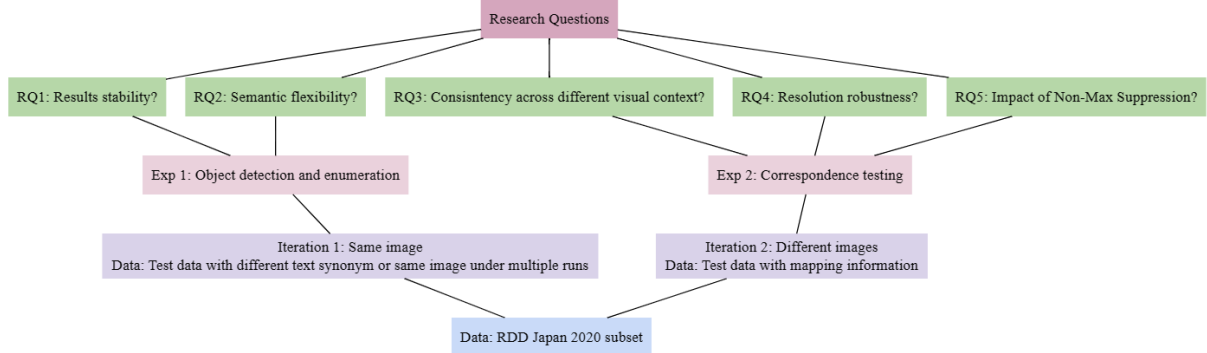 Research Questions
RQ1: Results stability?
RQ2: Semantic flexibility?
RQ3: Consisntency across different visual context?
RQ4: Resolution robustness?
RQ5: Impact of Non-Max Suppression?
Exp 1: Object detection and enumeration
Exp 2: Correspondence testing
Iteration 1: Same image
Data: Test data with different text synonym or same image under multiple runs
Iteration 2: Different images
Data: Test data with mapping information
Data: RDD Japan 2020 subset